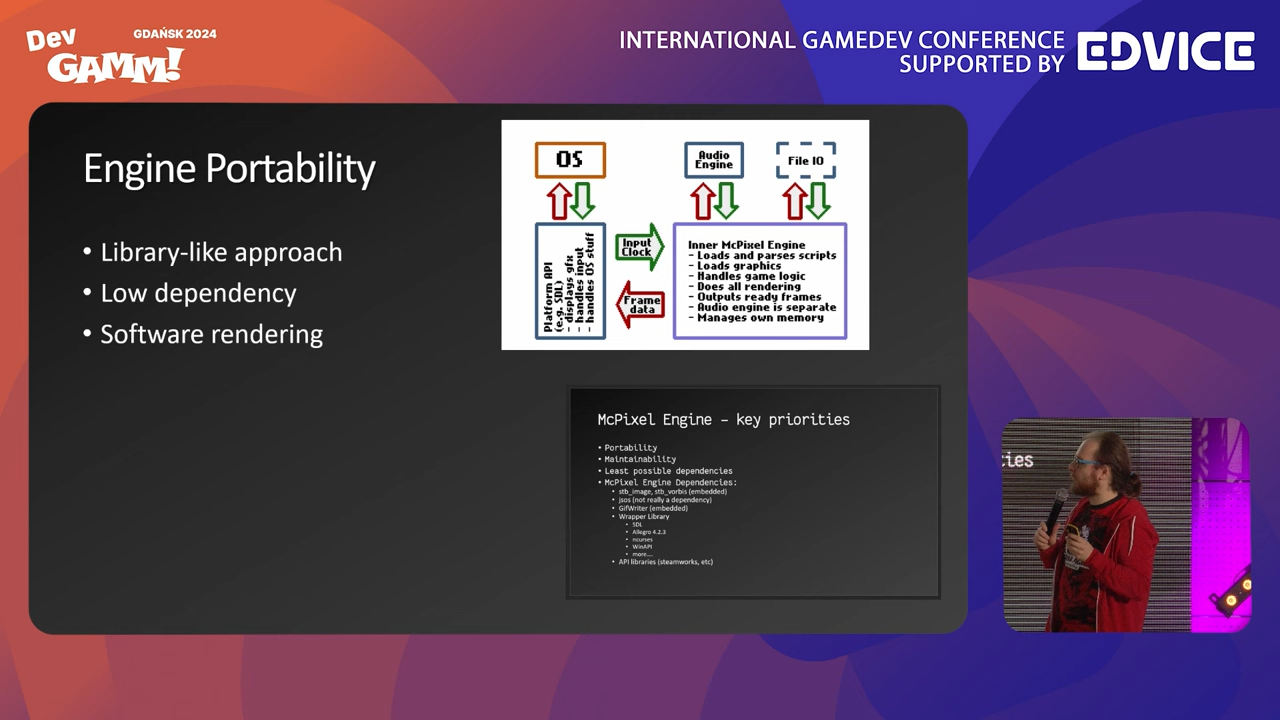 Dev
GAMM!
GDAŃSK 2024
INTERNATIONAL GAMEDEV CONFERENCE
SUPPORTED BY
EDVICE
Engine Portability
• Library-like approach
• Low dependency
• Software rendering
OS
Audio
Engine
File IO
Platform API
(e.g. SDL)
- displays gfx
- handles input
- handles OS stuff
Input
Clock
Frame
data
Inner McPixel Engine
- Loads and parses scripts
- Loads graphics
- Handles game logic
- Does all rendering
- Outputs ready frames
- Audio engine is separate
- Manages own memory
McPixel Engine – key priorities
• Portability
• Maintainability
• Least possible dependencies
• McPixel Engine Dependencies:
• stb_image, stb_vorbis (embedded)
• jsos (not really a dependency)
• GifWriter (embedded)
• Wrapper Library
• SDL
• Allegro 4.2.3
• ncurses
• WinAPI
• more...
• API libraries (steamworks, etc)
ies